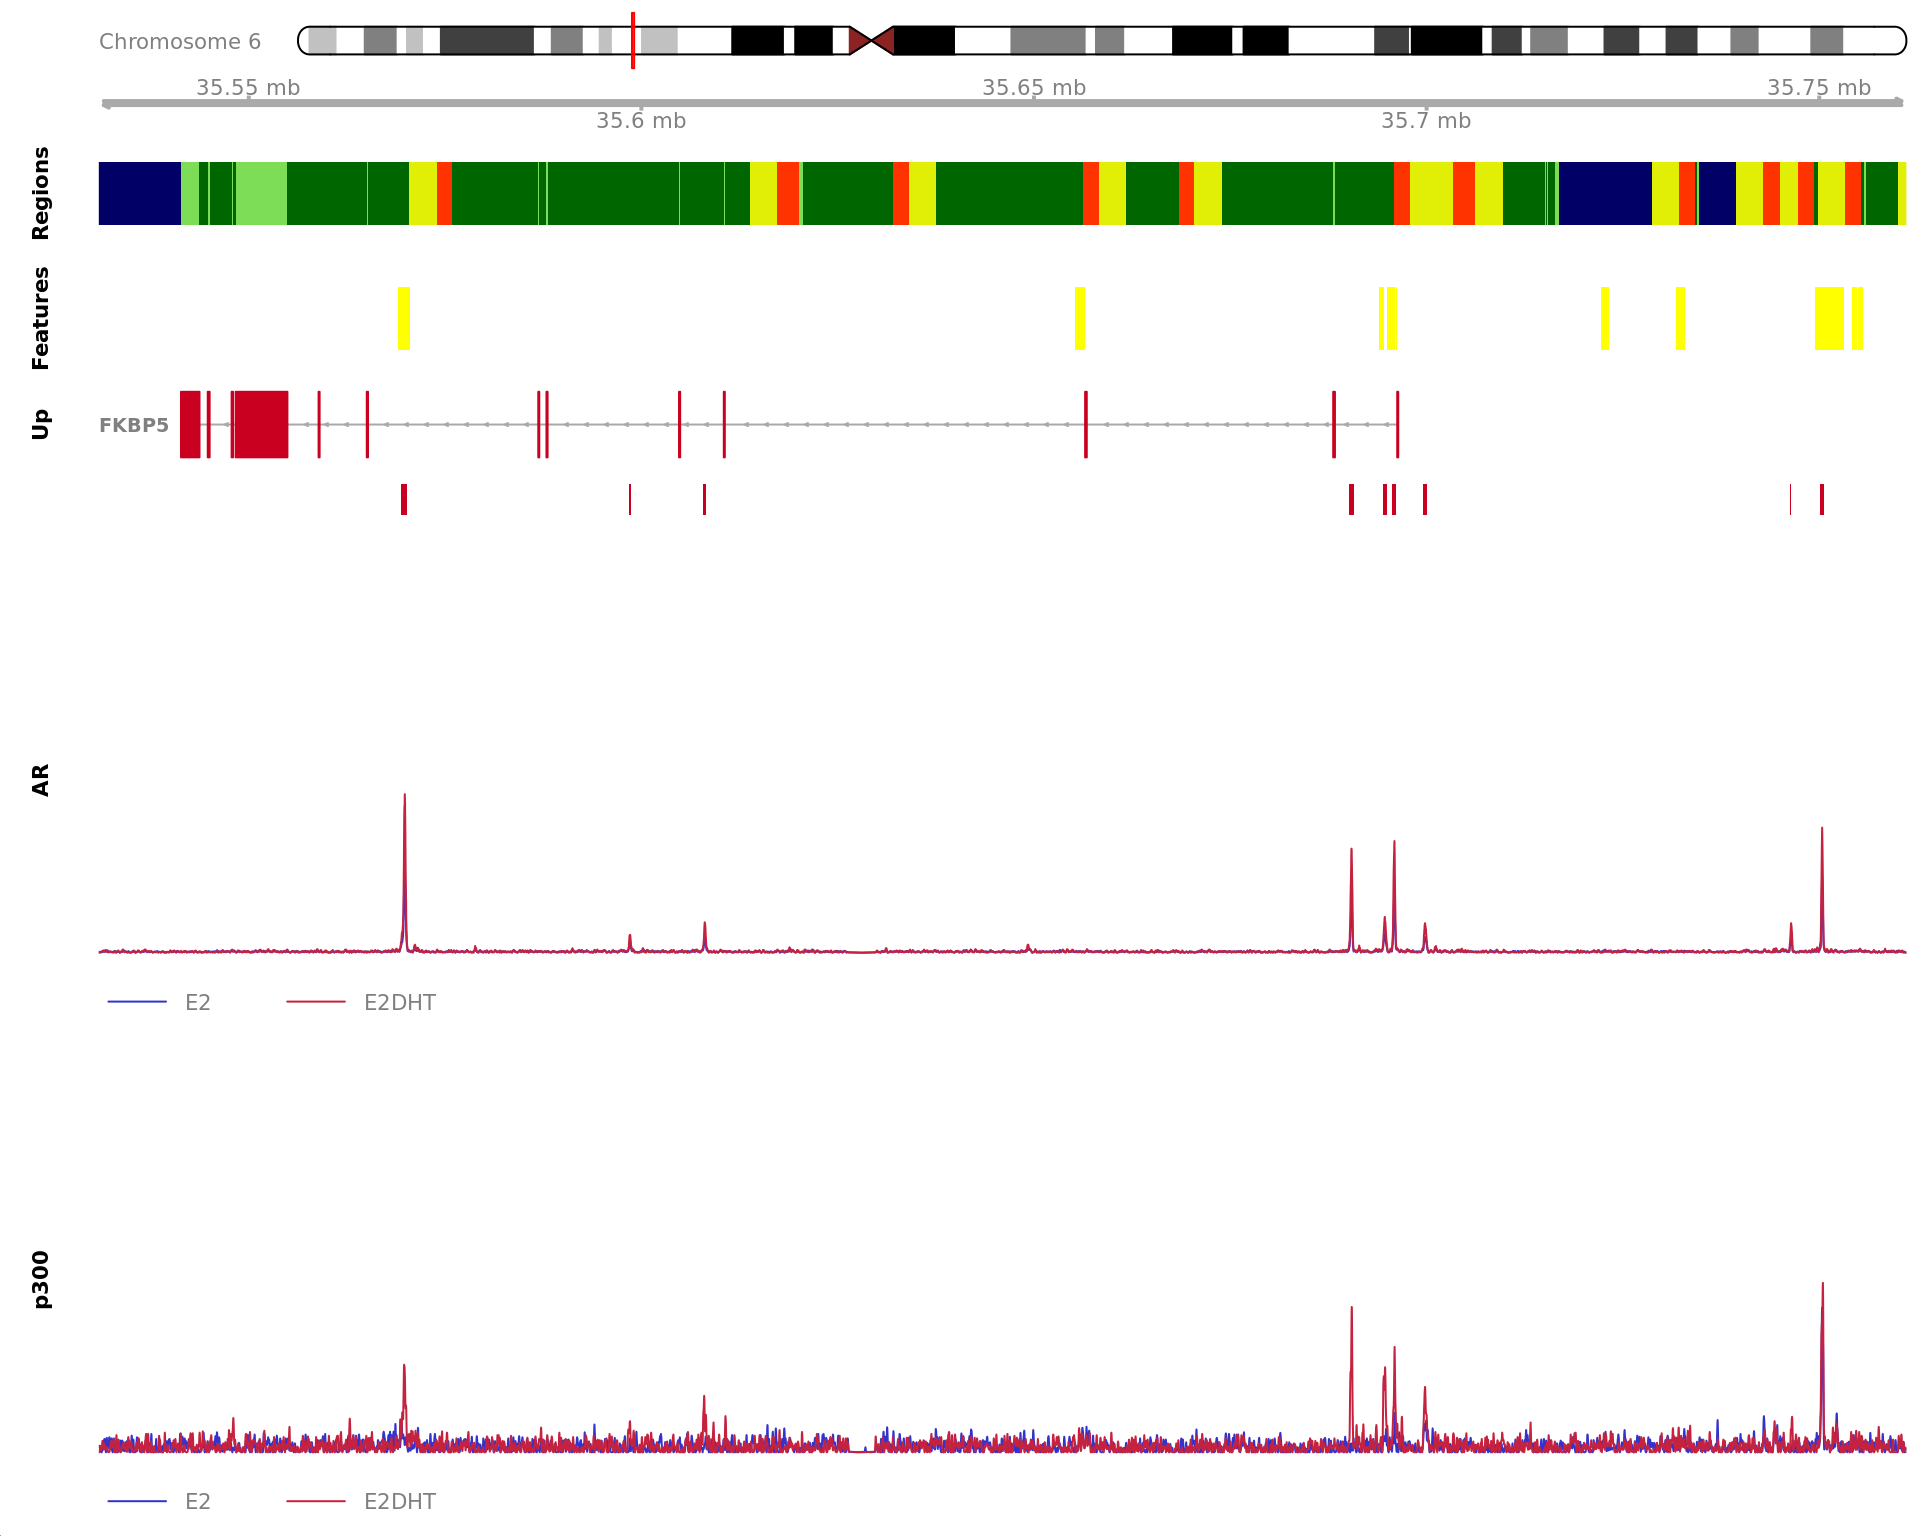 Chromosome 6
35.55 mb
35.65 mb
35.75 mb
35.6 mb
35.7 mb
Regions
Features
Up
FKBP5
AR
E2
E2DHT
p300
E2
E2DHT